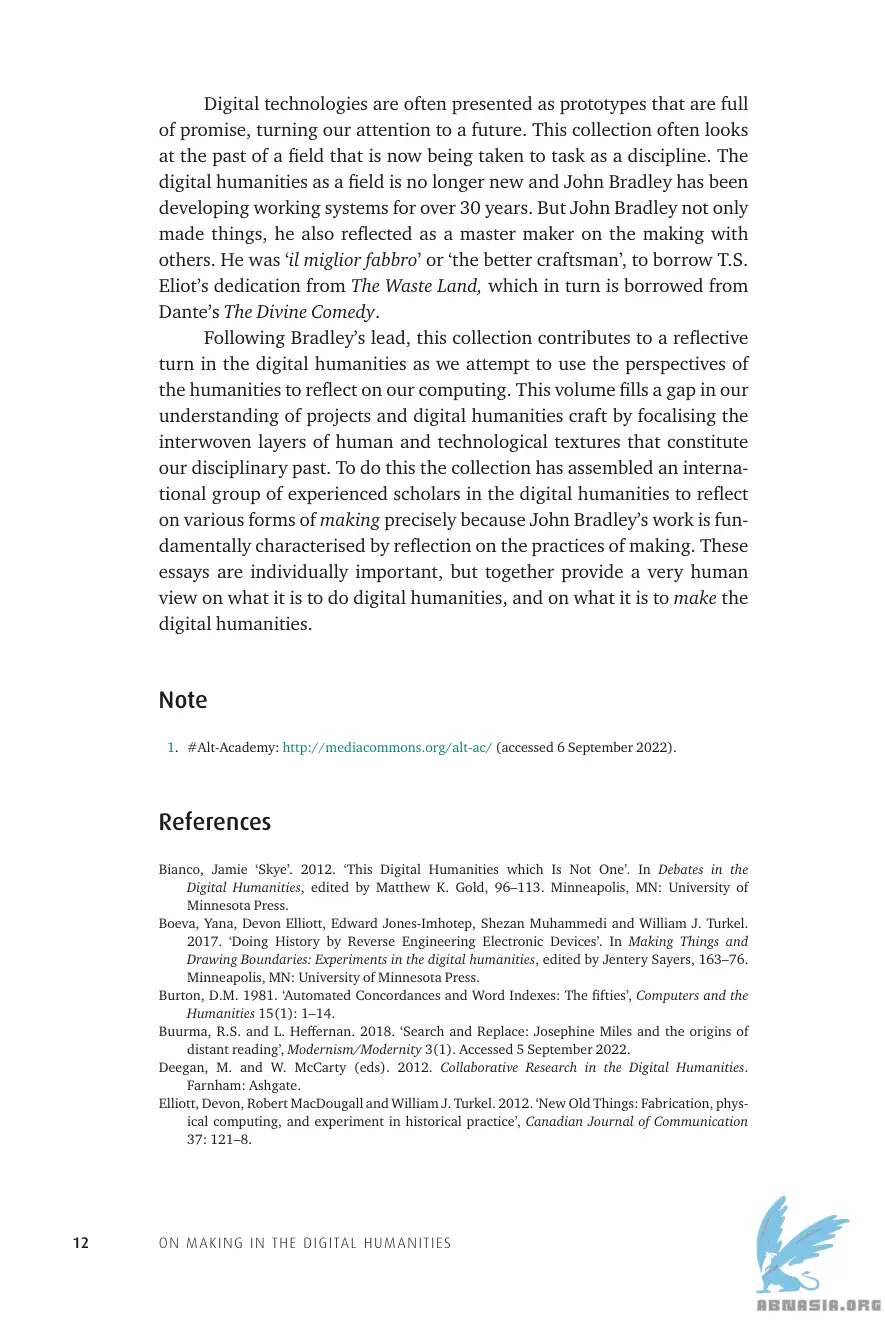 Digital technologies are often presented as prototypes that are full
of promise, turning our attention to a future. This collection often looks
at the past of a field that is now being taken to task as a discipline. The
digital humanities as a field is no longer new and John Bradley has been
developing working systems for over 30 years. But John Bradley not only
made things, he also reflected as a master maker on the making with
others. He was ‘il miglior fabbro’ or ‘the better craftsman’, to borrow T.S.
Eliot’s dedication from The Waste Land, which in turn is borrowed from
Dante’s The Divine Comedy.
Following Bradley’s lead, this collection contributes to a reflective
turn in the digital humanities as we attempt to use the perspectives of
the humanities to reflect on our computing. This volume fills a gap in our
understanding of projects and digital humanities craft by focalising the
interwoven layers of human and technological textures that constitute
our disciplinary past. To do this the collection has assembled an interna-
tional group of experienced scholars in the digital humanities to reflect
on various forms of making precisely because John Bradley’s work is fun-
damentally characterised by reflection on the practices of making. These
essays are individually important, but together provide a very human
view on what it is to do digital humanities, and on what it is to make the
digital humanities.
Note
1. #Alt-Academy: http://mediacommons.org/alt-ac/ (accessed 6 September 2022).
References
Bianco, Jamie ‘Skye’. 2012. ‘This Digital Humanities which Is Not One’. In Debates in the
Digital Humanities, edited by Matthew K. Gold, 96–113. Minneapolis, MN: University of
Minnesota Press.
Boeva, Yana, Devon Elliott, Edward Jones-Imhotep, Shezan Muhammedi and William J. Turkel.
2017. ‘Doing History by Reverse Engineering Electronic Devices’. In Making Things and
Drawing Boundaries: Experiments in the digital humanities, edited by Jentery Sayers, 163–76.
Minneapolis, MN: University of Minnesota Press.
Burton, D.M. 1981. ‘Automated Concordances and Word Indexes: The fifties’, Computers and the
Humanities 15(1): 1–14.
Buurma, R.S. and L. Heffernan. 2018. ‘Search and Replace: Josephine Miles and the origins of
distant reading’, Modernism/Modernity 3(1). Accessed 5 September 2022.
Deegan, M. and W. McCarty (eds). 2012. Collaborative Research in the Digital Humanities.
Farnham: Ashgate.
Elliott, Devon, Robert MacDougall and William J. Turkel. 2012. ‘New Old Things: Fabrication, phys-
ical computing, and experiment in historical practice’, Canadian Journal of Communication
37: 121–8.
12 ON MAKING IN THE DIGITAL HUMANITIES
ABNASIA.ORG